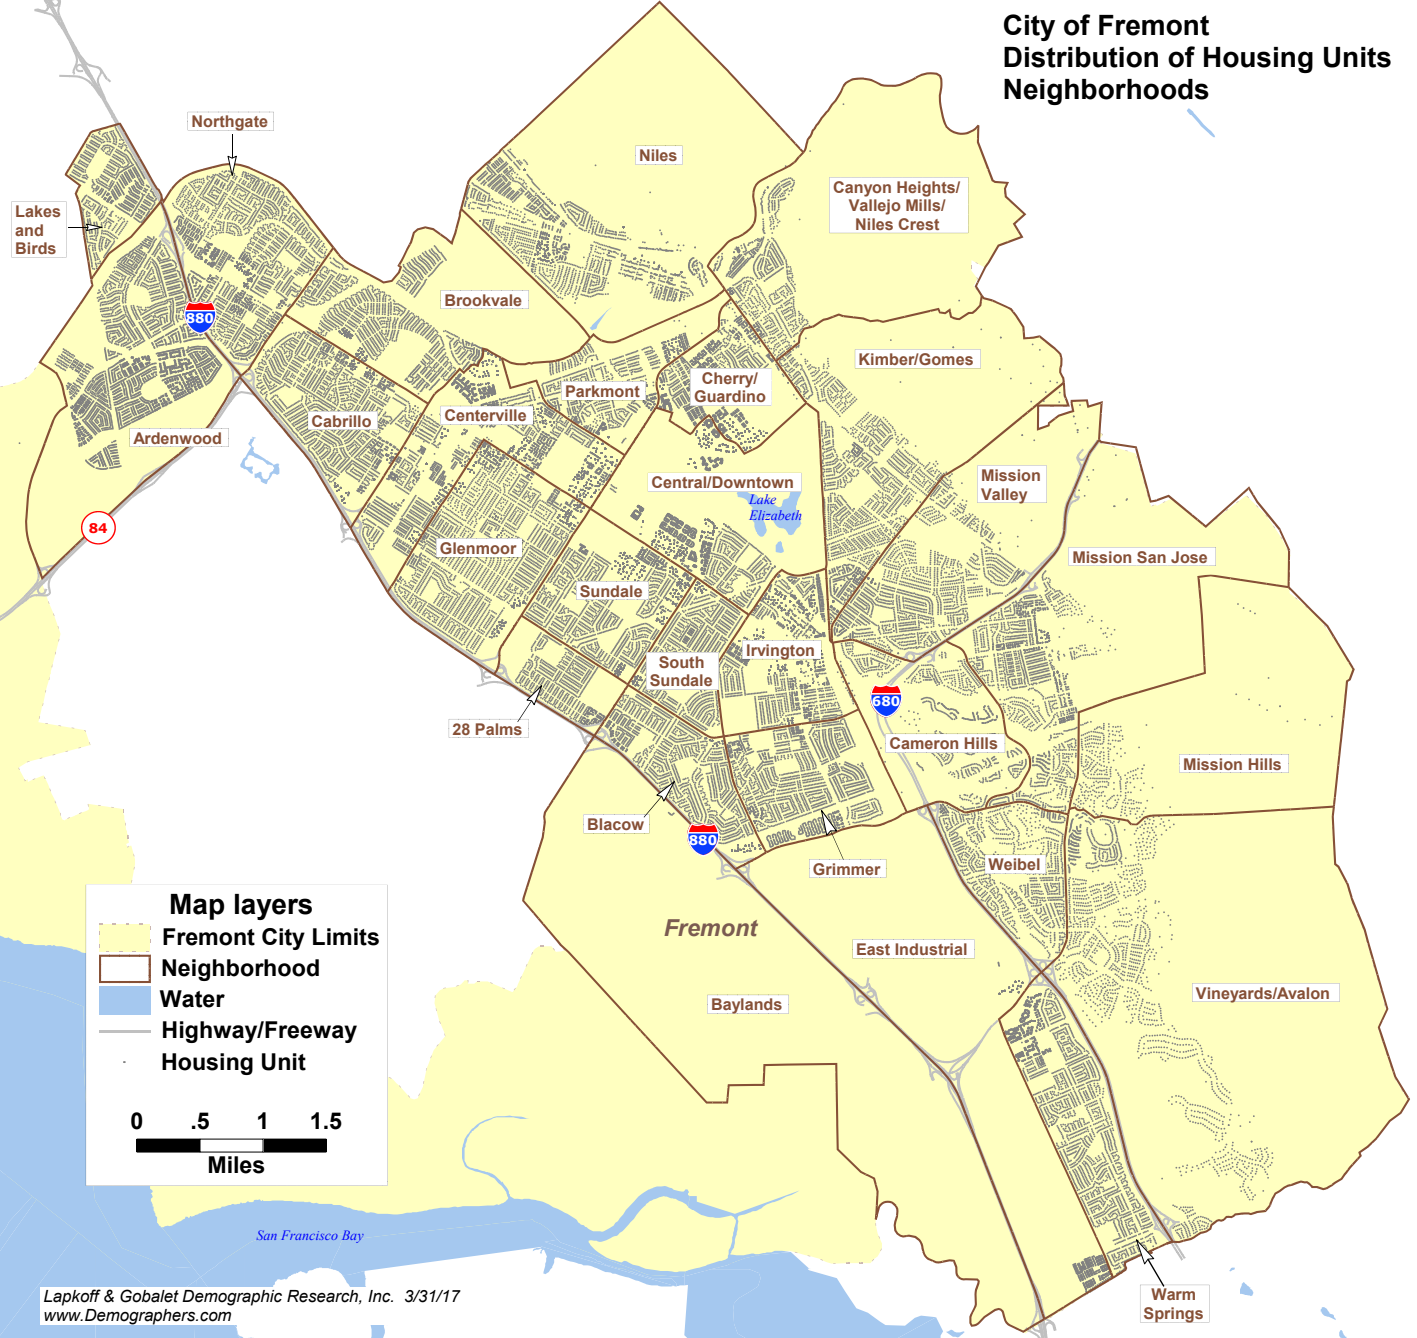 City of Fremont
Distribution of Housing Units
Neighborhoods
Northgate
Niles
Canyon Heights/
Vallejo Mills/
Niles Crest
Lakes
and
Birds
Brookvale
880
Kimber/Gomes
Cherry/
Guardino
Parkmont
Centerville
Cabrillo
Ardenwood
Central/Downtown
Mission
Valley
Lake
Elizabeth
84
Glenmoor
Mission San Jose
Sundale
Irvington
South
Sundale
680
28 Palms
Cameron Hills
Mission Hills
Blacow
880
Grimmer
Weibel
Fremont
East Industrial
Baylands
Vineyards/Avalon
Map layers
Fremont City Limits
Neighborhood
Water
Highway/Freeway
Housing Unit
0 .5 1 1.5
Miles
San Francisco Bay
Warm
Springs
Lapkoff & Gobalet Demographic Research, Inc. 3/31/17
www.Demographers.com